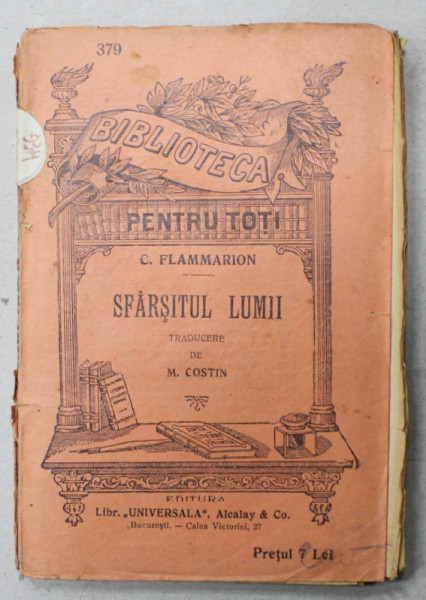 379
BIBLIOTECA
PENTRU TOTI
C. FLAMMARION
SFÂRȘITUL LUMII
TRADUCERE
DE
M. COSTIN
EDITURA
Libr. „UNIVERSALA", Alcalay & Co.
București. — Calea Victoriei, 27
Prețul 7 Lei